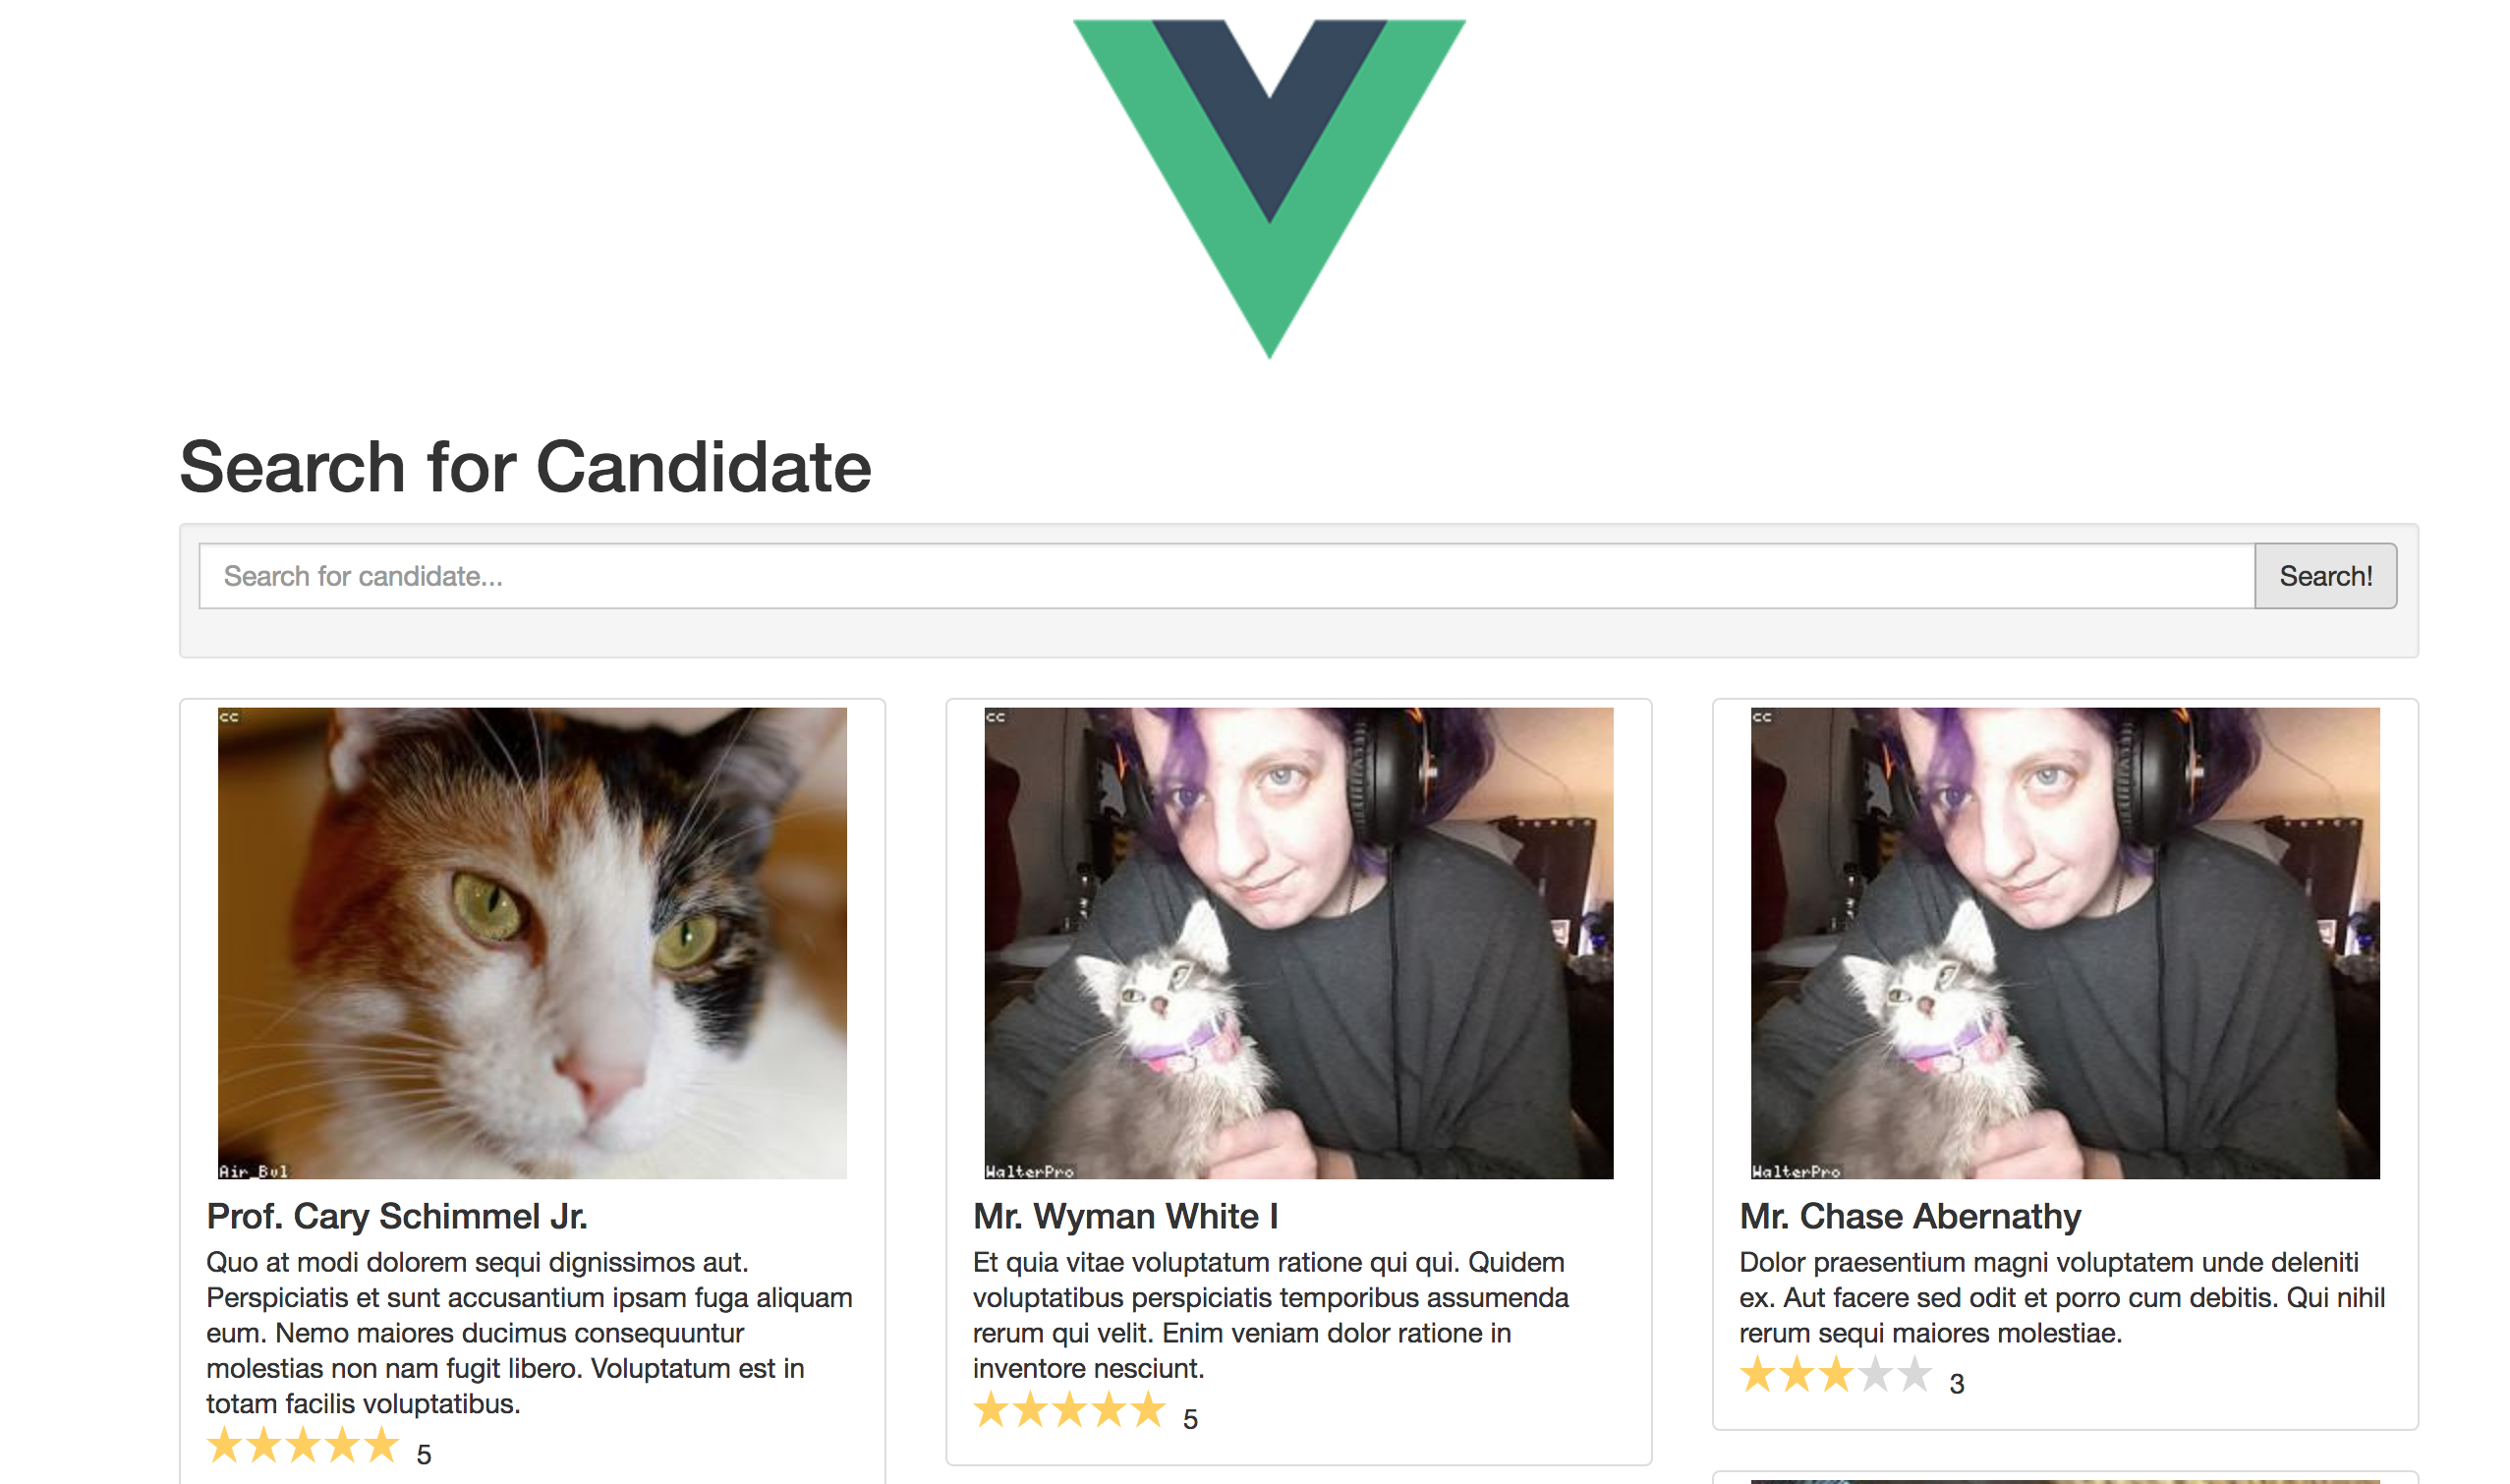 Search for Candidate
Search for candidate...
Search!
cc
Air_Bvl
Prof. Cary Schimmel Jr.
Quo at modi dolorem sequi dignissimos aut.
Perspiciatis et sunt accusantium ipsam fuga aliquam
eum. Nemo maiores ducimus consequuntur
molestias non nam fugit libero. Voluptatum est in
totam facilis voluptatibus.
5
cc
WalterPro
Mr. Wyman White I
Et quia vitae voluptatum ratione qui qui. Quidem
voluptatibus perspiciatis temporibus assumenda
rerum qui velit. Enim veniam dolor ratione in
inventore nesciunt.
5
cc
WalterPro
Mr. Chase Abernathy
Dolor praesentium magni voluptatem unde deleniti
ex. Aut facere sed odit et porro cum debitis. Qui nihil
rerum sequi maiores molestiae.
3